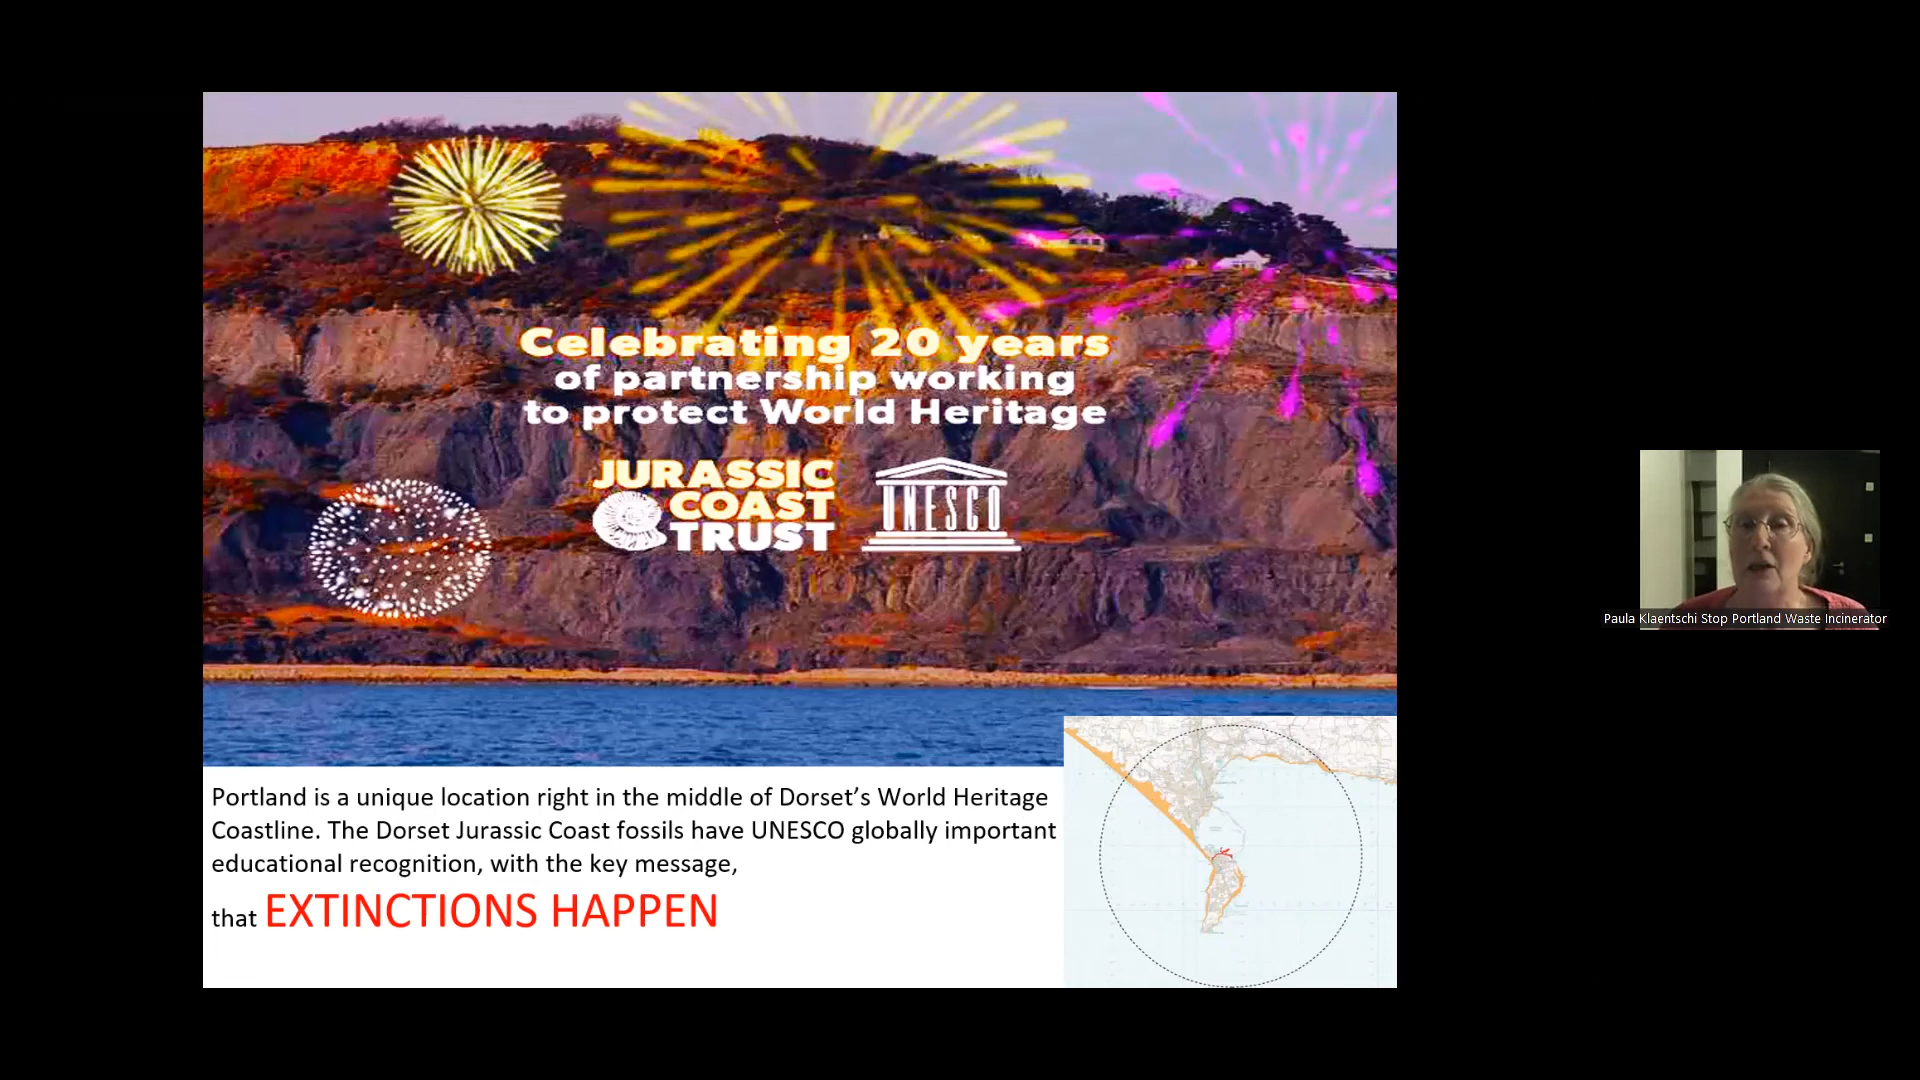 Celebrating 20 years
of partnership working
to protect World Heritage
JURASSIC
COAST
TRUST
UNESCO
Portland is a unique location right in the middle of Dorset’s World Heritage
Coastline. The Dorset Jurassic Coast fossils have UNESCO globally important
educational recognition, with the key message,
that EXTINCTIONS HAPPEN
Paula Klaentschi Stop Portland Waste Incinerator